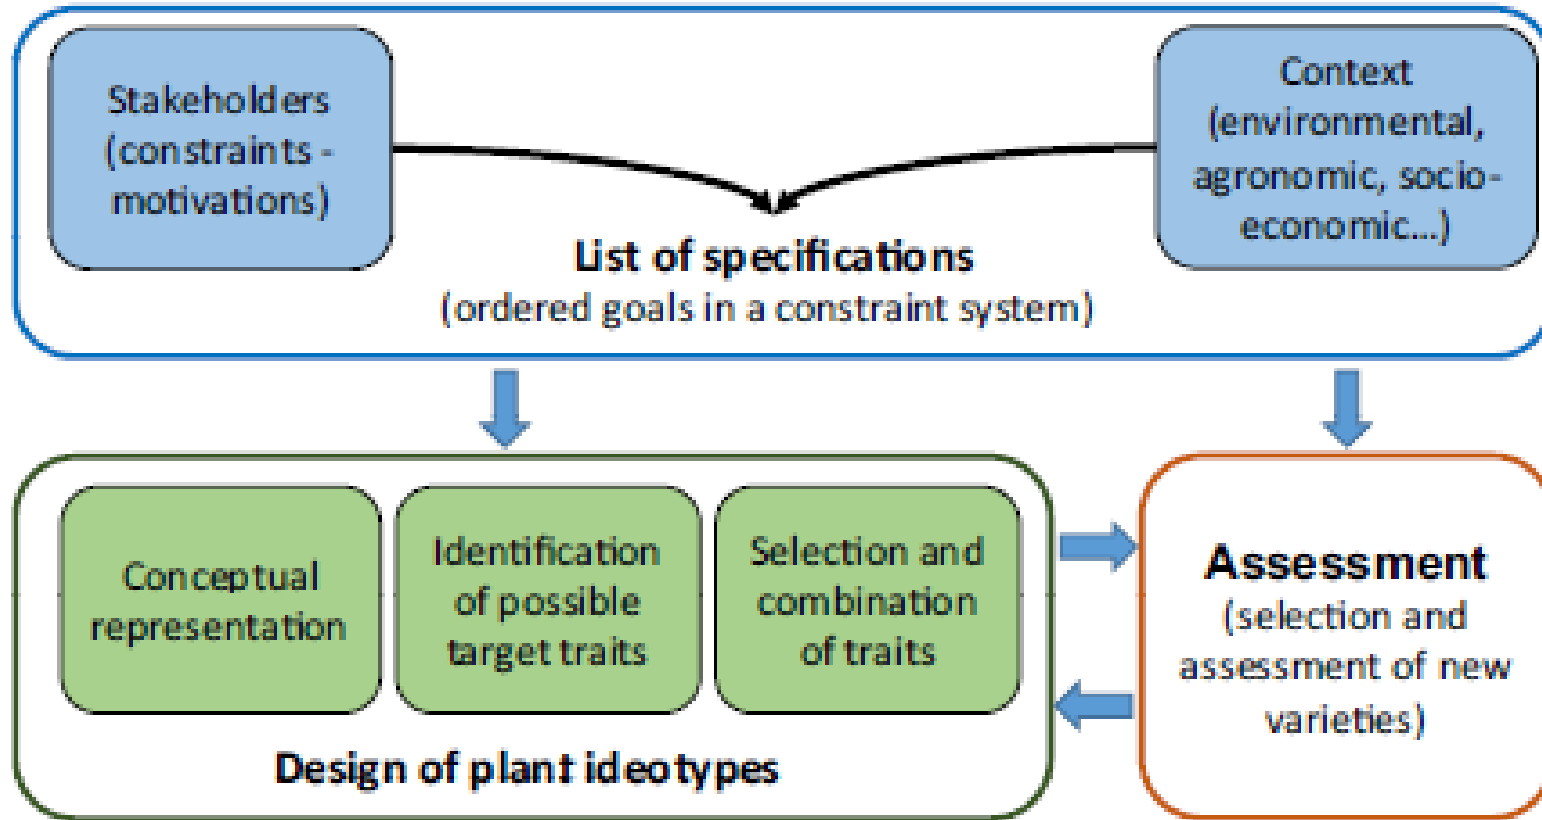 Stakeholders
(constraints -
motivations)
Context
(environmental,
agronomic, socio-
economic...)
List of specifications
(ordered goals in a constraint system)
Conceptual
representation
Identification
of possible
target traits
Selection and
combination
of traits
Design of plant ideotypes
Assessment
(selection and
assessment of new
varieties)